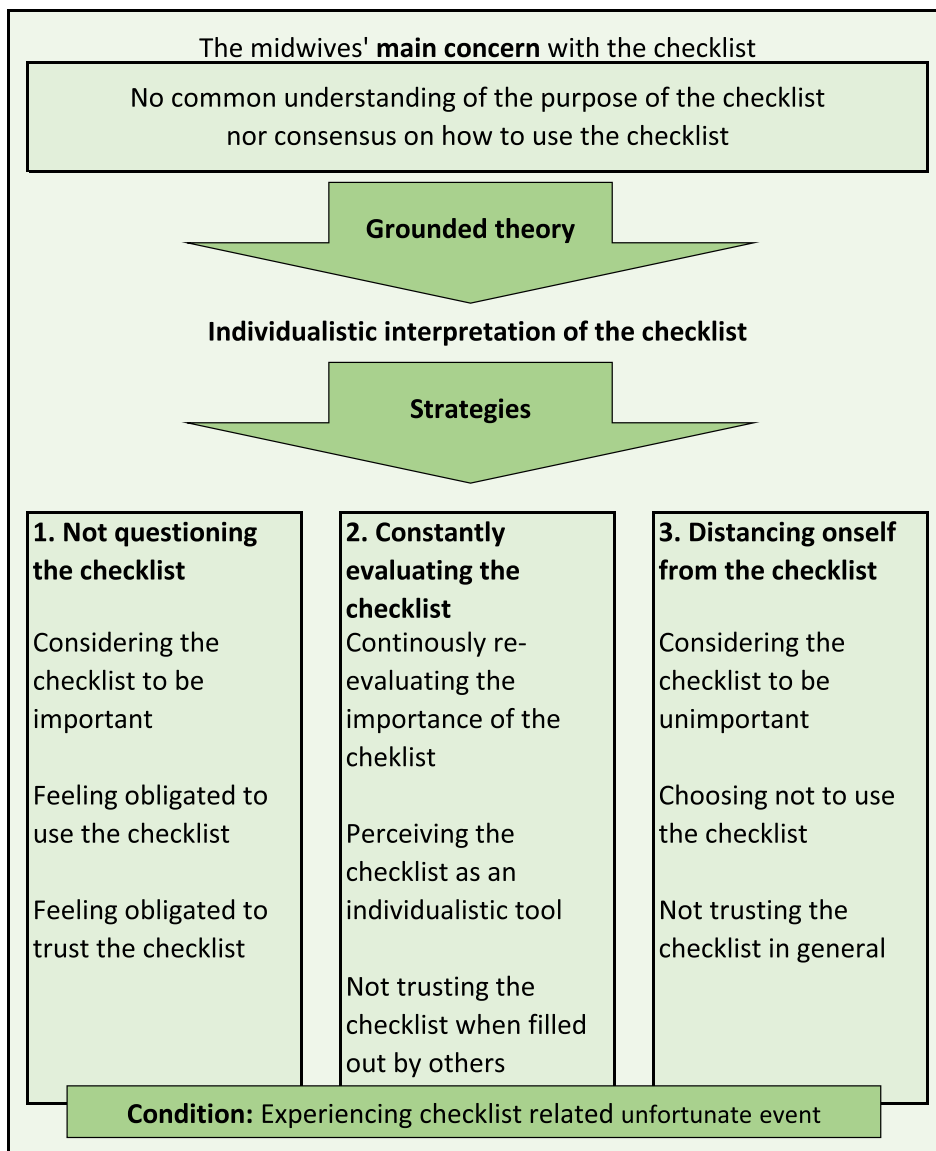 The midwives' main concern with the checklist
No common understanding of the purpose of the checklist
nor consensus on how to use the checklist
Grounded theory
Individualistic interpretation of the checklist
Strategies
1. Not questioning
the checklist
Considering the
checklist to be
important
Feeling obligated to
use the checklist
Feeling obligated to
trust the checklist
2. Constantly
evaluating the
checklist
Continously re-
evaluating the
importance of the
cheklist
Perceiving the
checklist as an
individualistic tool
Not trusting the
checklist when filled
out by others
3. Distancing onself
from the checklist
Considering the
checklist to be
unimportant
Choosing not to use
the checklist
Not trusting the
checklist in general
Condition: Experiencing checklist related unfortunate event